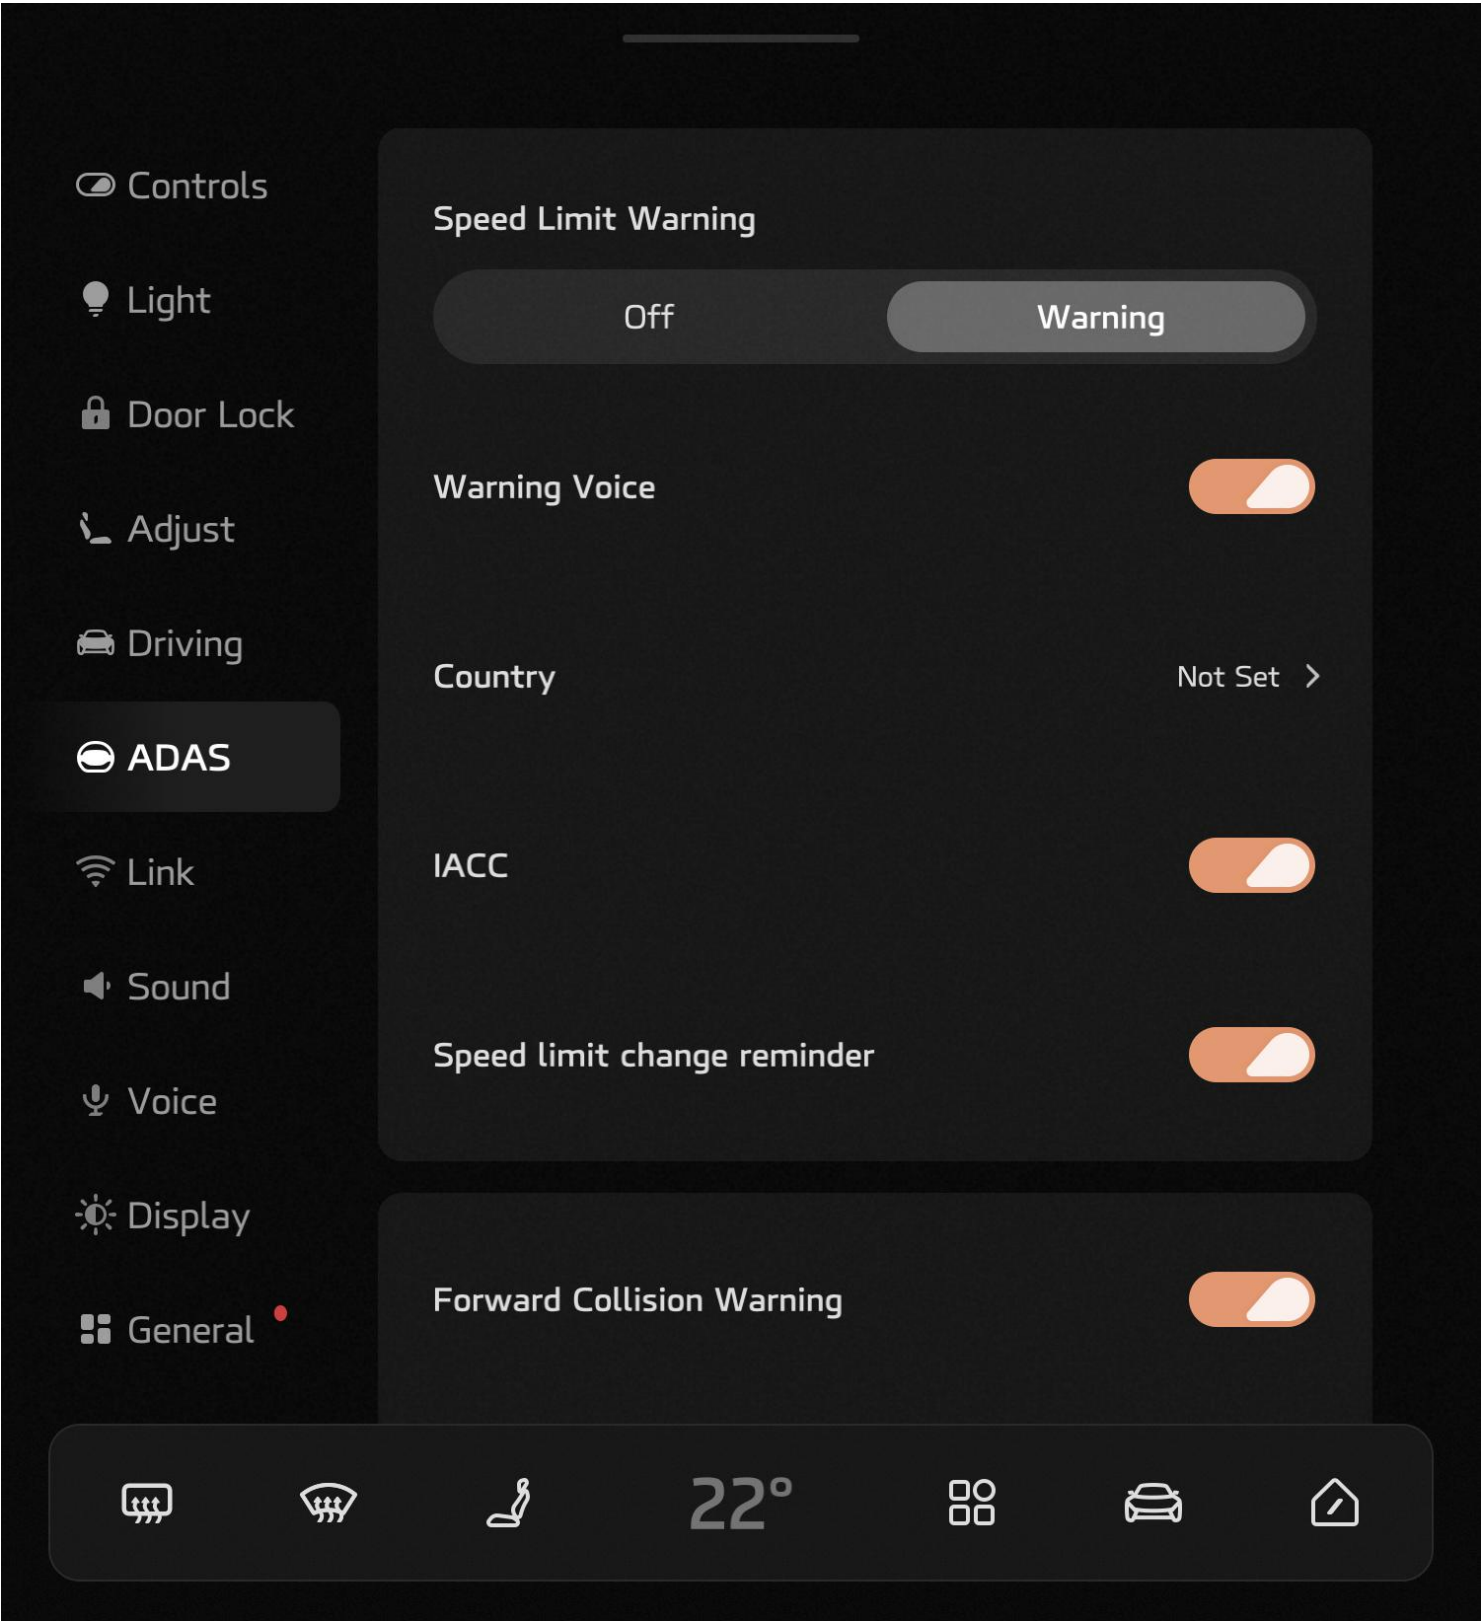 Controls
Light
Door Lock
Adjust
Driving
ADAS
Link
Sound
Voice
Display
General
Speed Limit Warning
Off
Warning
Warning Voice
Country
Not Set
IACC
Speed limit change reminder
Forward Collision Warning
22°